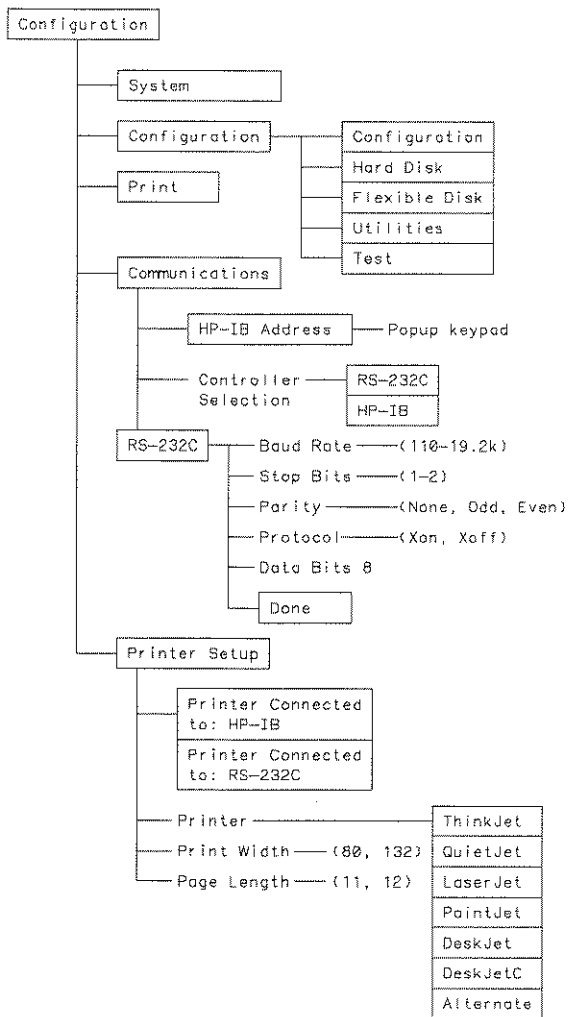 Configuration
System
Configuration
Configuration
Hard Disk
Print
Flexible Disk
Utilities
Test
Communications
HP-IB Address
Popup keypad
Controller
Selection
RS-232C
HP-IB
RS-232C
Baud Rate
(110-19.2k)
Stop Bits
(1-2)
Parity
(None, Odd, Even)
Protocol
(Xon, Xoff)
Data Bits 8
Done
Printer Setup
Printer Connected
to: HP-IB
Printer Connected
to: RS-232C
Printer
ThinkJet
Print Width
(80, 132)
QuietJet
Page Length
(11, 12)
LaserJet
PaintJet
DeskJet
DeskJetC
Alternate